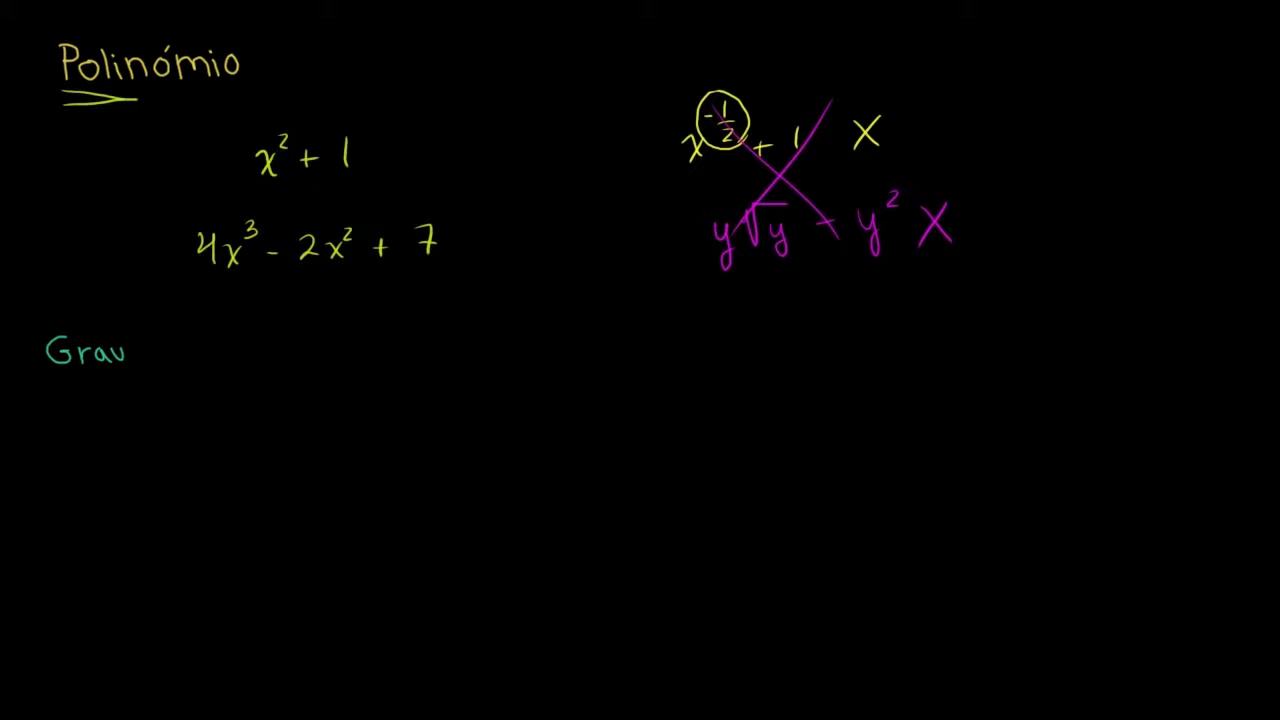 Polinómio
x² + 1
4x³ - 2x² + 7
x^(-1/2) + 1 X
y√y - y² X
Grau